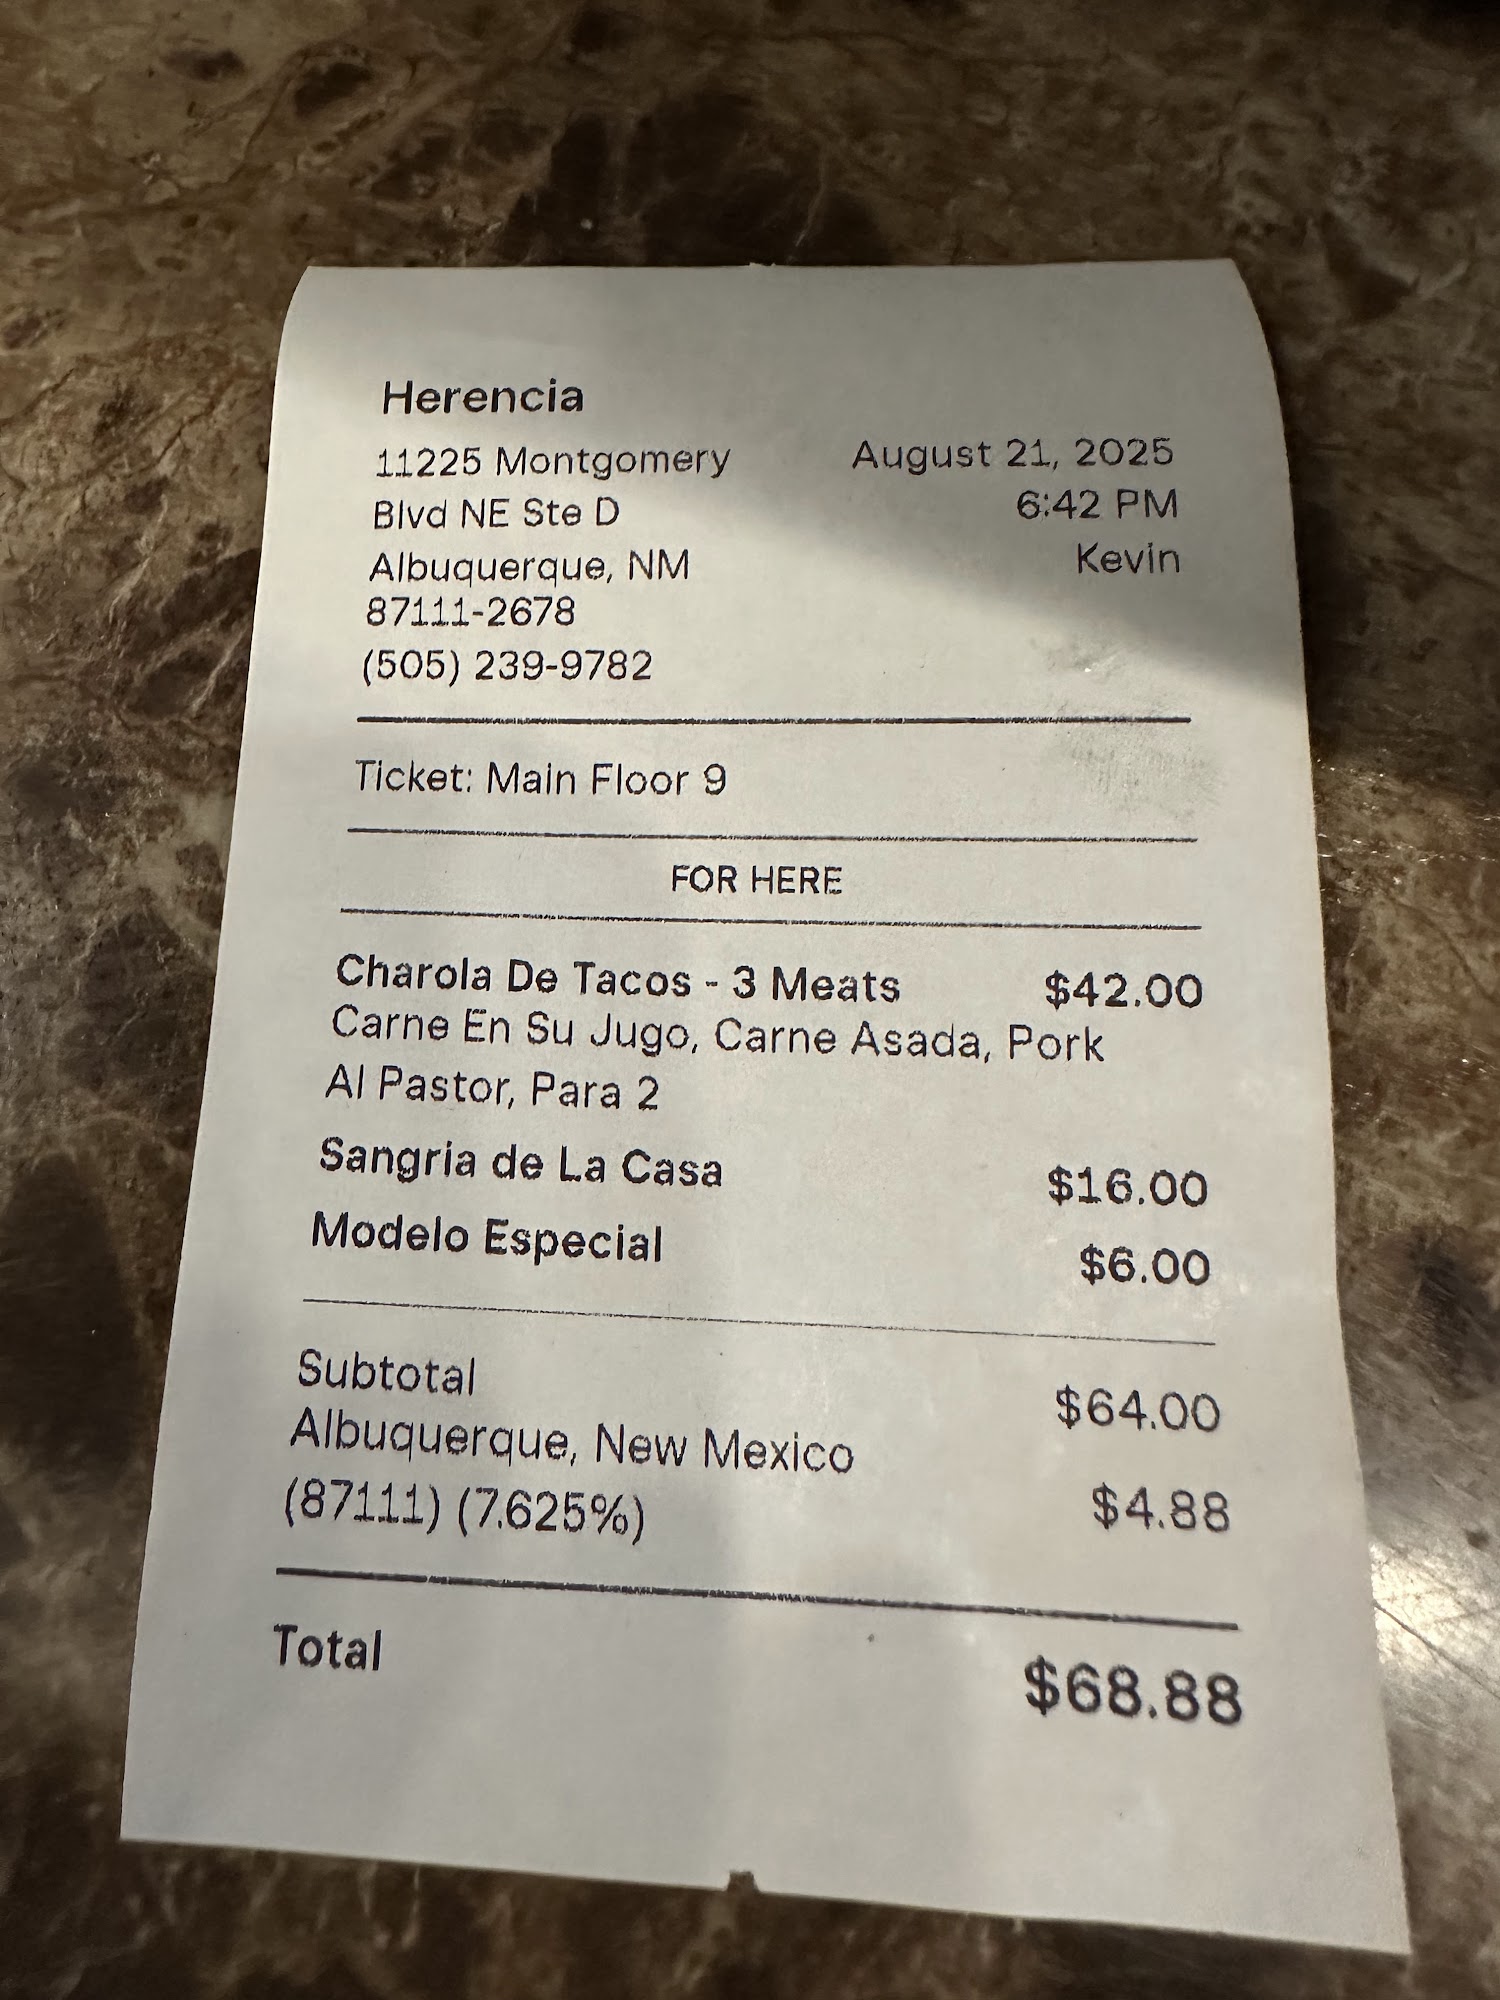 Herencia
11225 Montgomery
Blvd NE Ste D
Albuquerque, NM
87111-2678
(505) 239-9782
August 21, 2025
6:42 PM
Kevin
Ticket: Main Floor 9
FOR HERE
Charola De Tacos - 3 Meats $42.00
Carne En Su Jugo, Carne Asada, Pork
Al Pastor, Para 2
Sangria de La Casa $16.00
Modelo Especial $6.00
Subtotal $64.00
Albuquerque, New Mexico
(87111) (7.625%) $4.88
Total $68.88